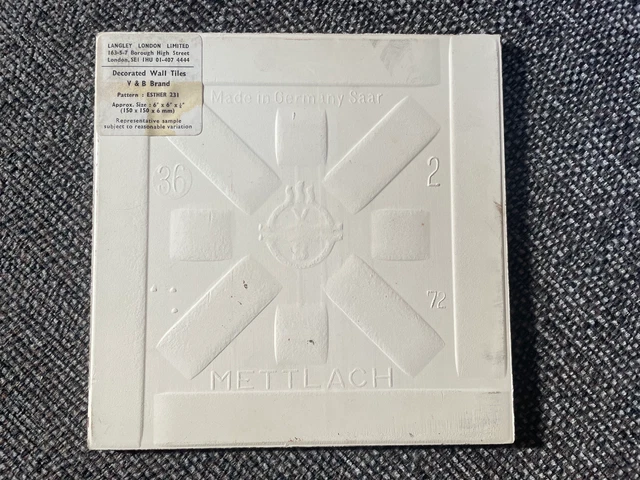 LANGLEY LONDON LIMITED
163-5-7 Borough High Street
London, SE1 1HU 01-407 4444
Decorated Wall Tiles
V & B Brand
Pattern : ESTHER 231
Approx. Size : 6" x 6" x ¼"
(150 x 150 x 6 mm)
Representative sample
subject to reasonable variation
Made in Germany Saar
36
2
72
METTLACH